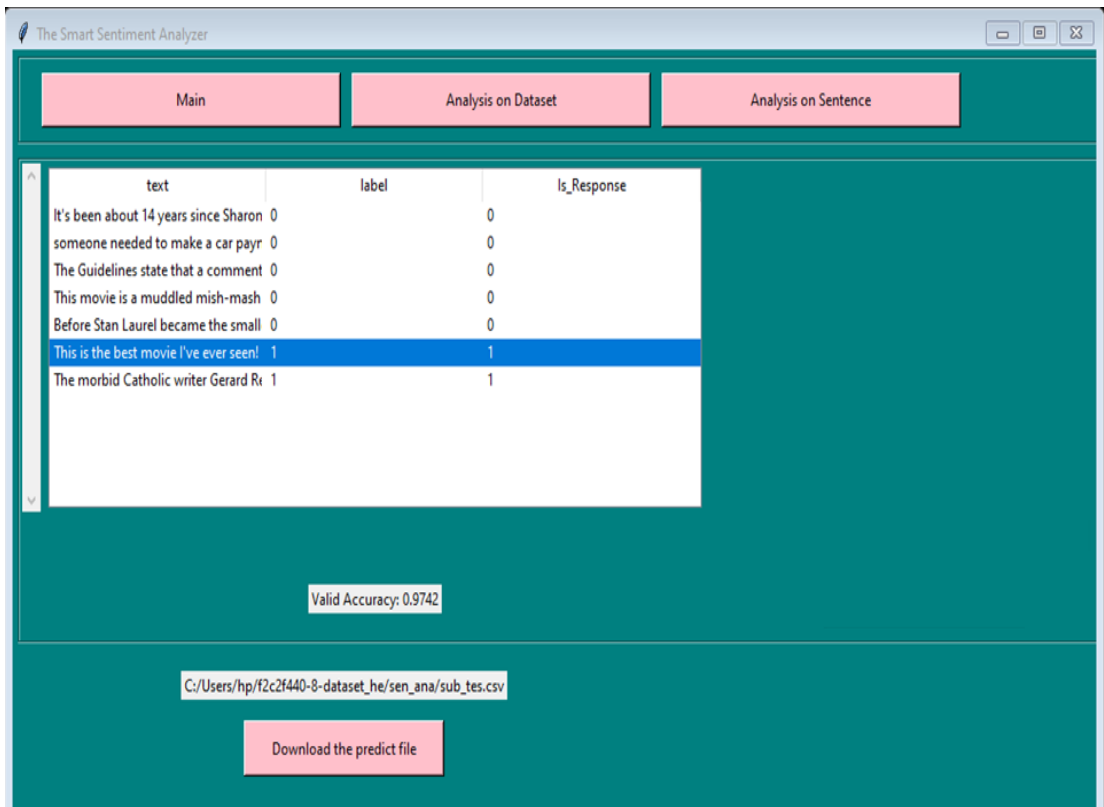 The Smart Sentiment Analyzer
Main Analysis on Dataset Analysis on Sentence
text label Is_Response
It's been about 14 years since Sharon 0 0
someone needed to make a car 0 0
The Guidelines state that a comment 0 0
This movie is a muddled mish-mash 0 0
Before Stan Laurel became the small 0 0
This is the best movie I've ever seen! 1 1
The morbid Catholic writer Gerard 1 1
Valid Accuracy: 0.9742
C:/Users/hp/f2c2f440-8-dataset_he/sen_ana/sub_tes.csv
Download the predict file